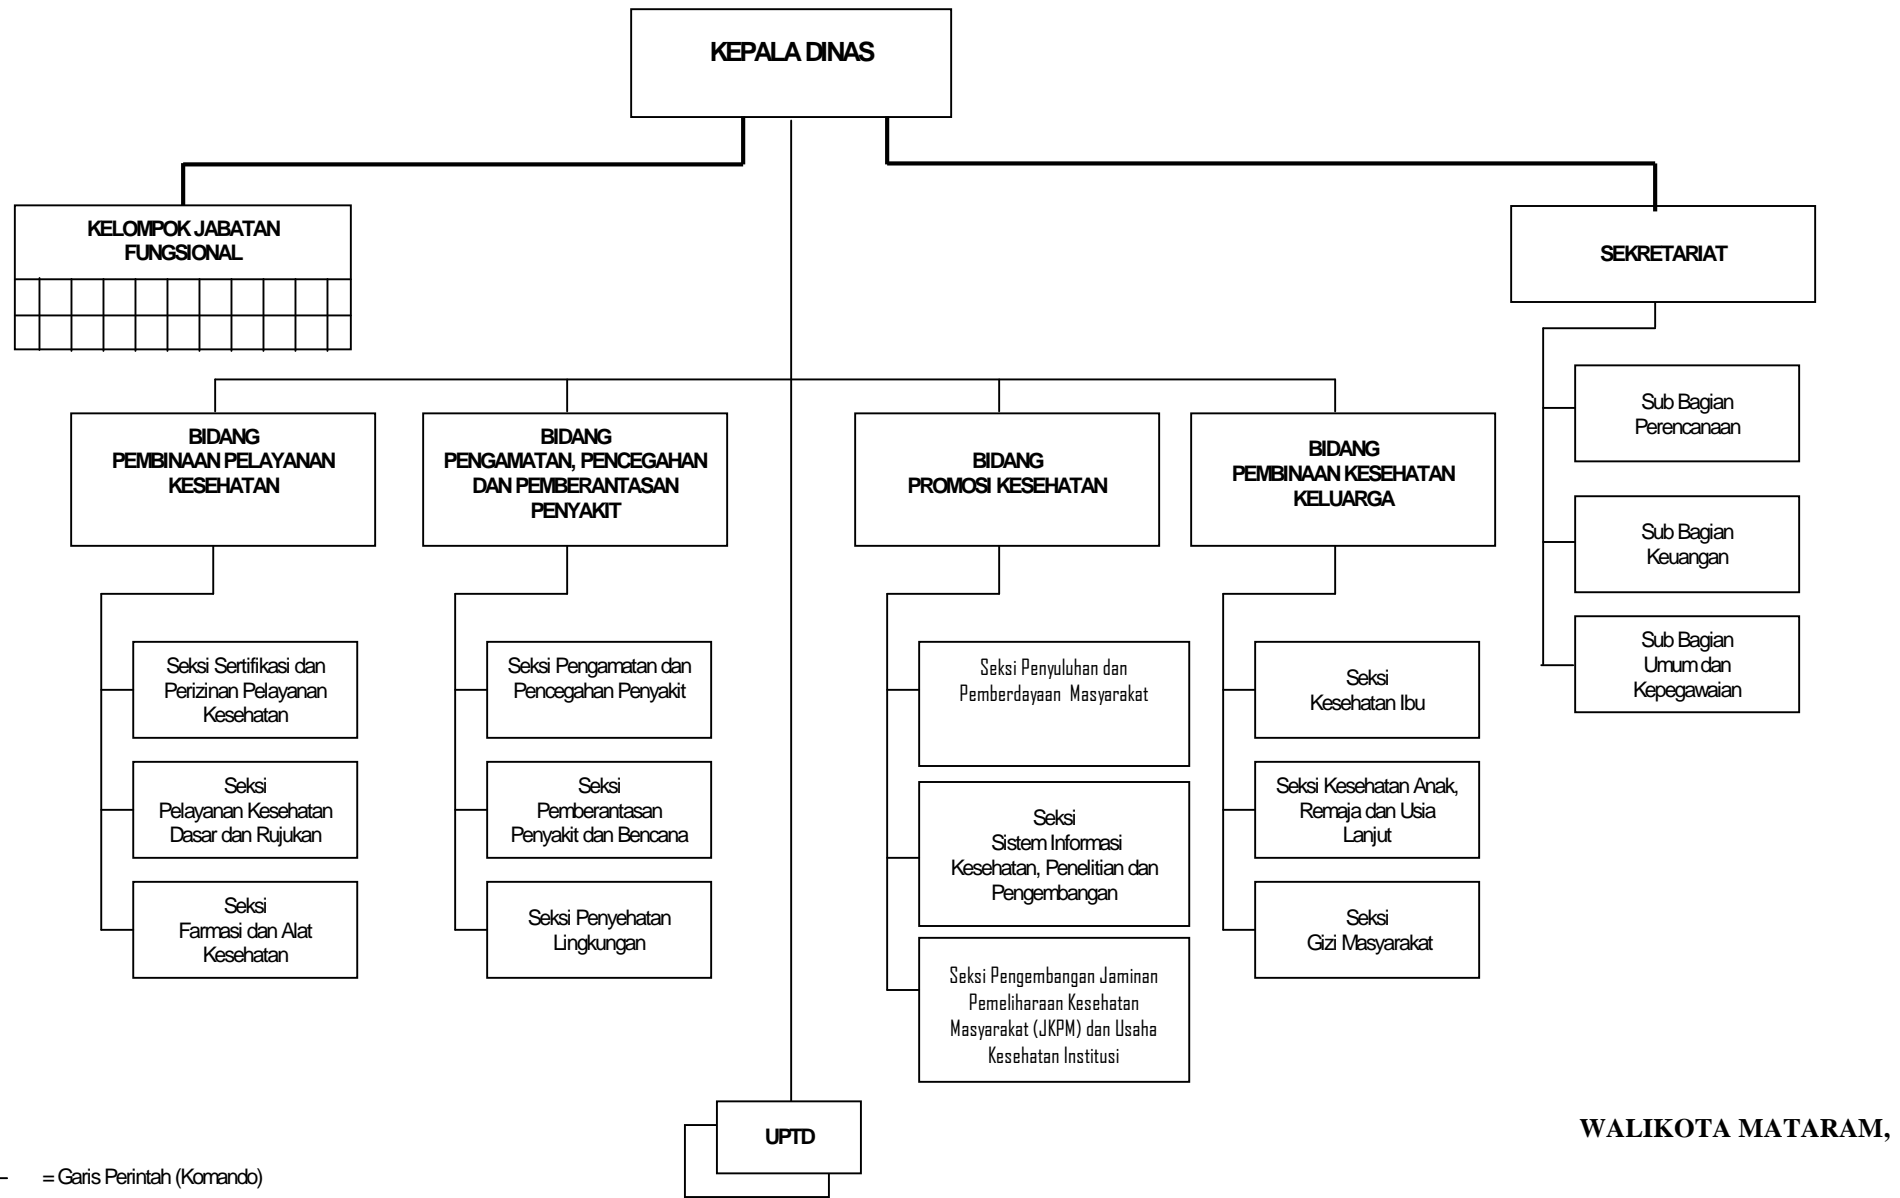 KEPALA DINAS
KELOMPOK JABATAN
FUNGSIONAL
SEKRETARIAT
Sub Bagian
Perencanaan
Sub Bagian
Keuangan
Sub Bagian
Umum dan
Kepegawaian
BIDANG
PEMBINAAN PELAYANAN
KESEHATAN
Seksi Sertifikasi dan
Perizinan Pelayanan
Kesehatan
Seksi
Pelayanan Kesehatan
Dasar dan Rujukan
Seksi
Farmasi dan Alat
Kesehatan
BIDANG
PENGAMATAN, PENCEGAHAN
DAN PEMBERANTASAN
PENYAKIT
Seksi Pengamatan dan
Pencegahan Penyakit
Seksi
Pemberantasan
Penyakit dan Bencana
Seksi Penyehatan
Lingkungan
BIDANG
PROMOSI KESEHATAN
Seksi Penyuluhan dan
Pemberdayaan Masyarakat
Seksi
Sistem Informasi
Kesehatan, Penelitian dan
Pengembangan
Seksi Pengembangan Jaminan
Pemeliharaan Kesehatan
Masyarakat (JKPM) dan Usaha
Kesehatan Institusi
BIDANG
PEMBINAAN KESEHATAN
KELUARGA
Seksi
Kesehatan Ibu
Seksi Kesehatan Anak,
Remaja dan Usia
Lanjut
Seksi
Gizi Masyarakat
UPTD
WALIKOTA MATARAM,
= Garis Perintah (Komando)